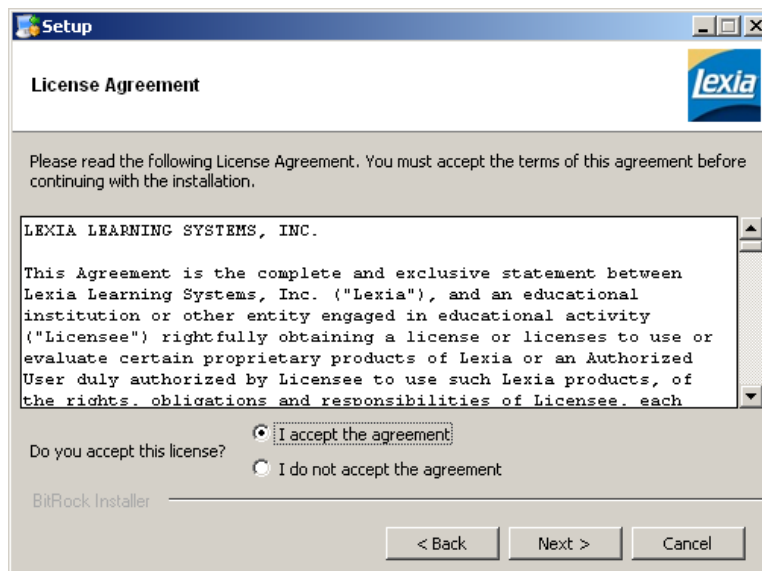 Setup
License Agreement
lexia
Please read the following License Agreement. You must accept the terms of this agreement before
continuing with the installation.
LEXIA LEARNING SYSTEMS, INC.
This Agreement is the complete and exclusive statement between
Lexia Learning Systems, Inc. ("Lexia"), and an educational
institution or other entity engaged in educational activity
("Licensee") rightfully obtaining a license or licenses to use or
evaluate certain proprietary products of Lexia or an Authorized
User duly authorized by Licensee to use such Lexia products, of
the rights, obligations and responsibilities of Licensee, each
Do you accept this license?
I accept the agreement
I do not accept the agreement
BitRock Installer
< Back
Next >
Cancel